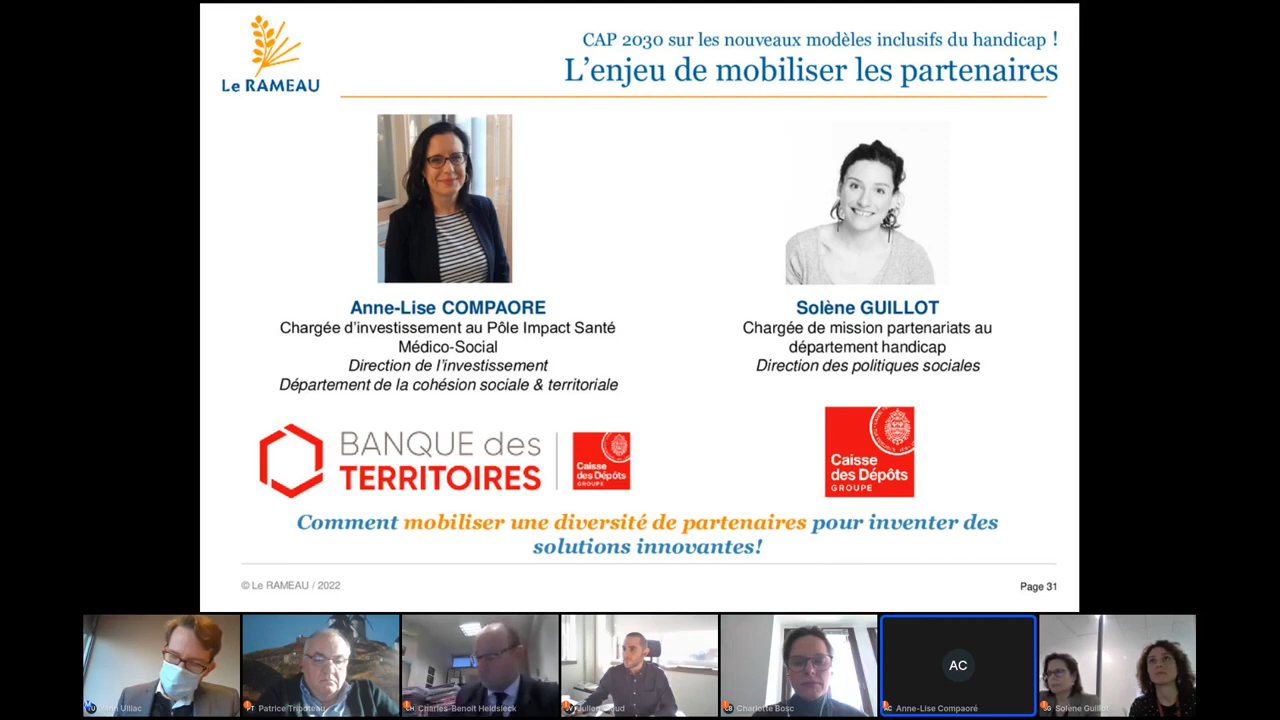 CAP 2030 sur les nouveaux modèles inclusifs du handicap !
Le RAMEAU
L'enjeu de mobiliser les partenaires
Anne-Lise COMPAORE
Chargée d'investissement au Pôle Impact Santé
Médico-Social
Direction de l'investissement
Département de la cohésion sociale & territoriale
Solène GUILLOT
Chargée de mission partenariats au
département handicap
Direction des politiques sociales
BANQUE des
TERRITOIRES
Caisse
des Dépôts
GROUPE
Caisse
des Dépôts
GROUPE
Comment mobiliser une diversité de partenaires pour inventer des
solutions innovantes!
© Le RAMEAU / 2022
Page 31
Yann Ulliac
Patrice Tripoteau
Charles-Benoit Heidsieck
Charlotte Bosc
AC
Anne-Lise Compaoré
Solène Guillot